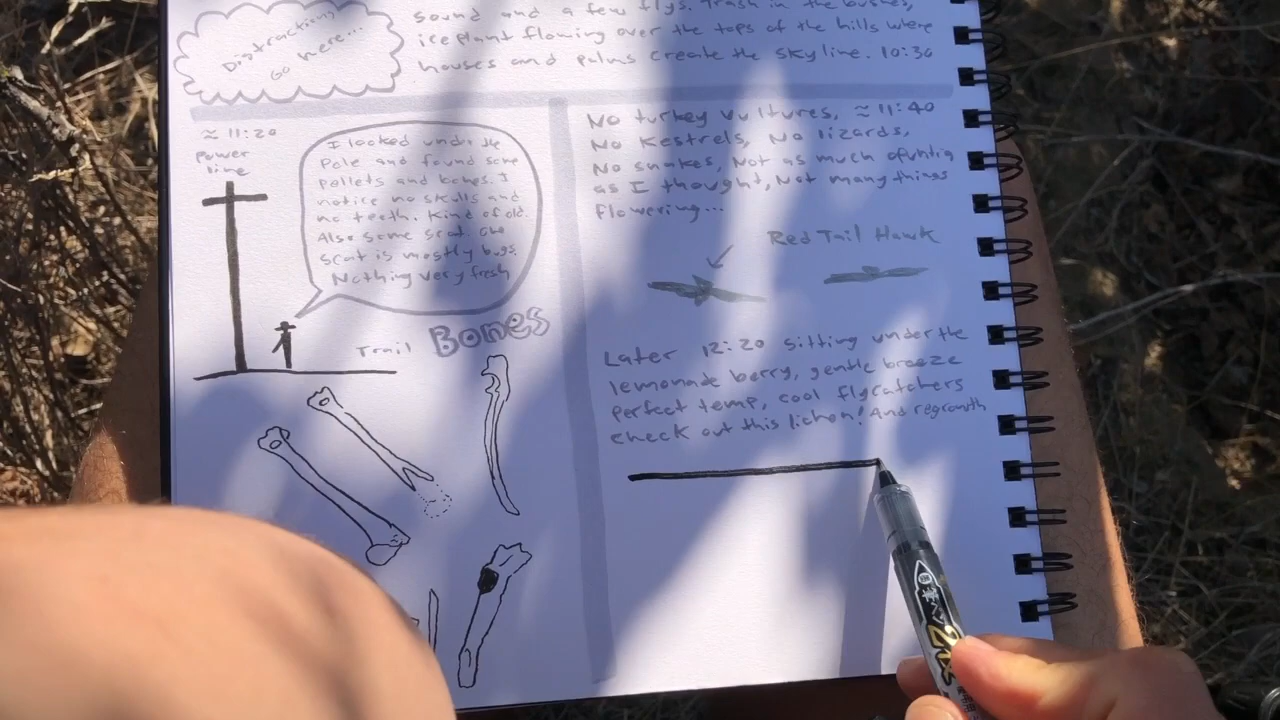 Distractions
Go here...
sound and a few flys. Trash in the bushes,
iceplant flowing over the tops of the hills where
houses and palms create the skyline. 10:30
≈ 11:20
Power
line
I looked under the
Pole and found some
pellets and bones. I
notice no skulls and
no teeth. Kind of old.
Also some scat. The
scat is mostly bugs.
Nothing very fresh
Trail Bones
No turkey vultures, ≈ 11:40
No Kestrels, No lizards,
No snakes, Not as much
as I thought, Not many things
flowering...
Red Tail Hawk
Later 12:20 sitting under the
lemonade berry, gentle breeze
perfect temp, cool flycatchers
check out this lichen! And regrowth